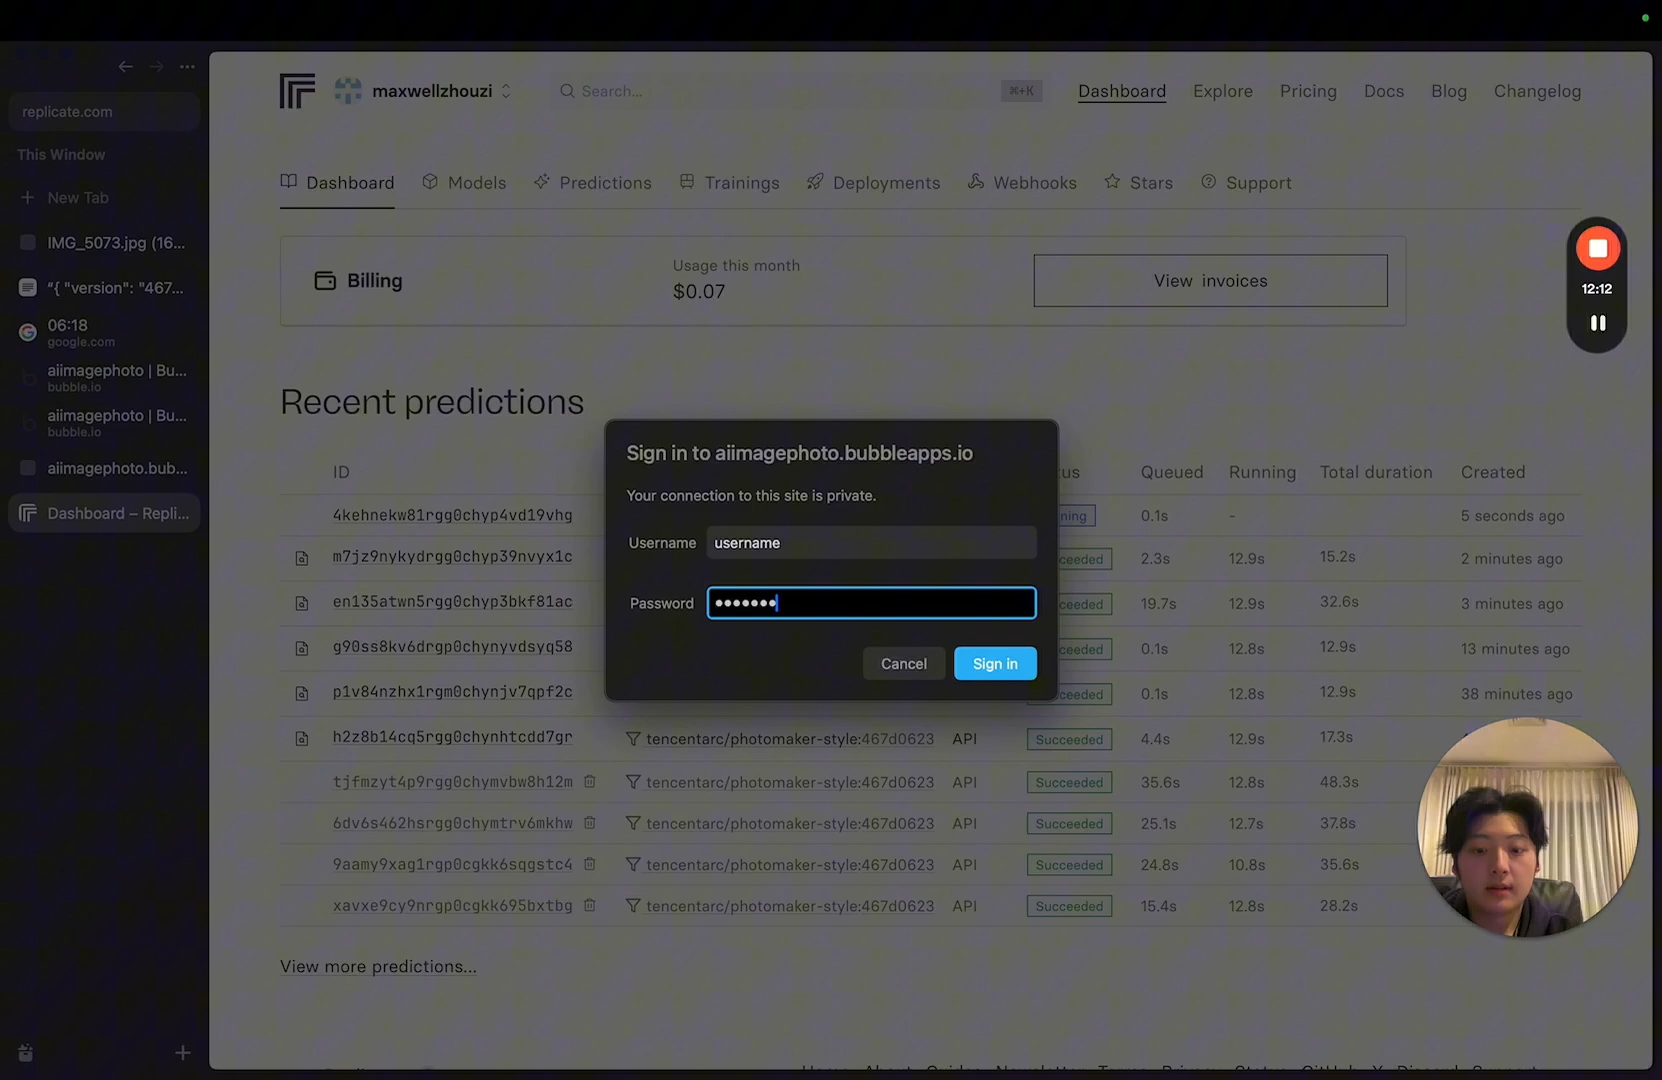 replicate.com
This Window
New Tab
IMG_5073.jpg (16...
"{ "version": "467...
06:18
google.com
aiimagephoto | Bu...
bubble.io
aiimagephoto | Bu...
bubble.io
aiimagephoto.bub...
Dashboard – Repli...
maxwellzhouzi
Search...
⌘+K
Dashboard Explore Pricing Docs Blog Changelog
Dashboard Models Predictions Trainings Deployments Webhooks Stars Support
Billing
Usage this month
$0.07
View invoices
12:12
Recent predictions
ID Queued Running Total duration Created
4kehnekw81rgg0chyp4vd19vhg 0.1s - 5 seconds ago
m7jz9nykydrgg0chyp39nvyx1c 2.3s 12.9s 15.2s 2 minutes ago
en135atwn5rgg0chyp3bkf81ac 19.7s 12.9s 32.6s 3 minutes ago
g90ss8kv6drgp0chynyvdsyq58 0.1s 12.8s 12.9s 13 minutes ago
p1v84nzhx1rgm0chynjv7qpf2c 0.1s 12.8s 12.9s 38 minutes ago
h2z8b14cq5rgg0chynhtcdd7gr tencentarc/photomaker-style:467d0623 API Succeeded 4.4s 12.9s 17.3s
tjfmzyt4p9rgg0chymvbw8h12m tencentarc/photomaker-style:467d0623 API Succeeded 35.6s 12.8s 48.3s
6dv6s462hsrgg0chymtrv6mkhw tencentarc/photomaker-style:467d0623 API Succeeded 25.1s 12.7s 37.8s
9aamy9xag1rgp0cgkk6sqgstc4 tencentarc/photomaker-style:467d0623 API Succeeded 24.8s 10.8s 35.6s
xavxe9cy9nrgp0cgkk695bxtbg tencentarc/photomaker-style:467d0623 API Succeeded 15.4s 12.8s 28.2s
View more predictions...
Sign in to aiimagephoto.bubbleapps.io
Your connection to this site is private.
Username username
Password
Cancel Sign in